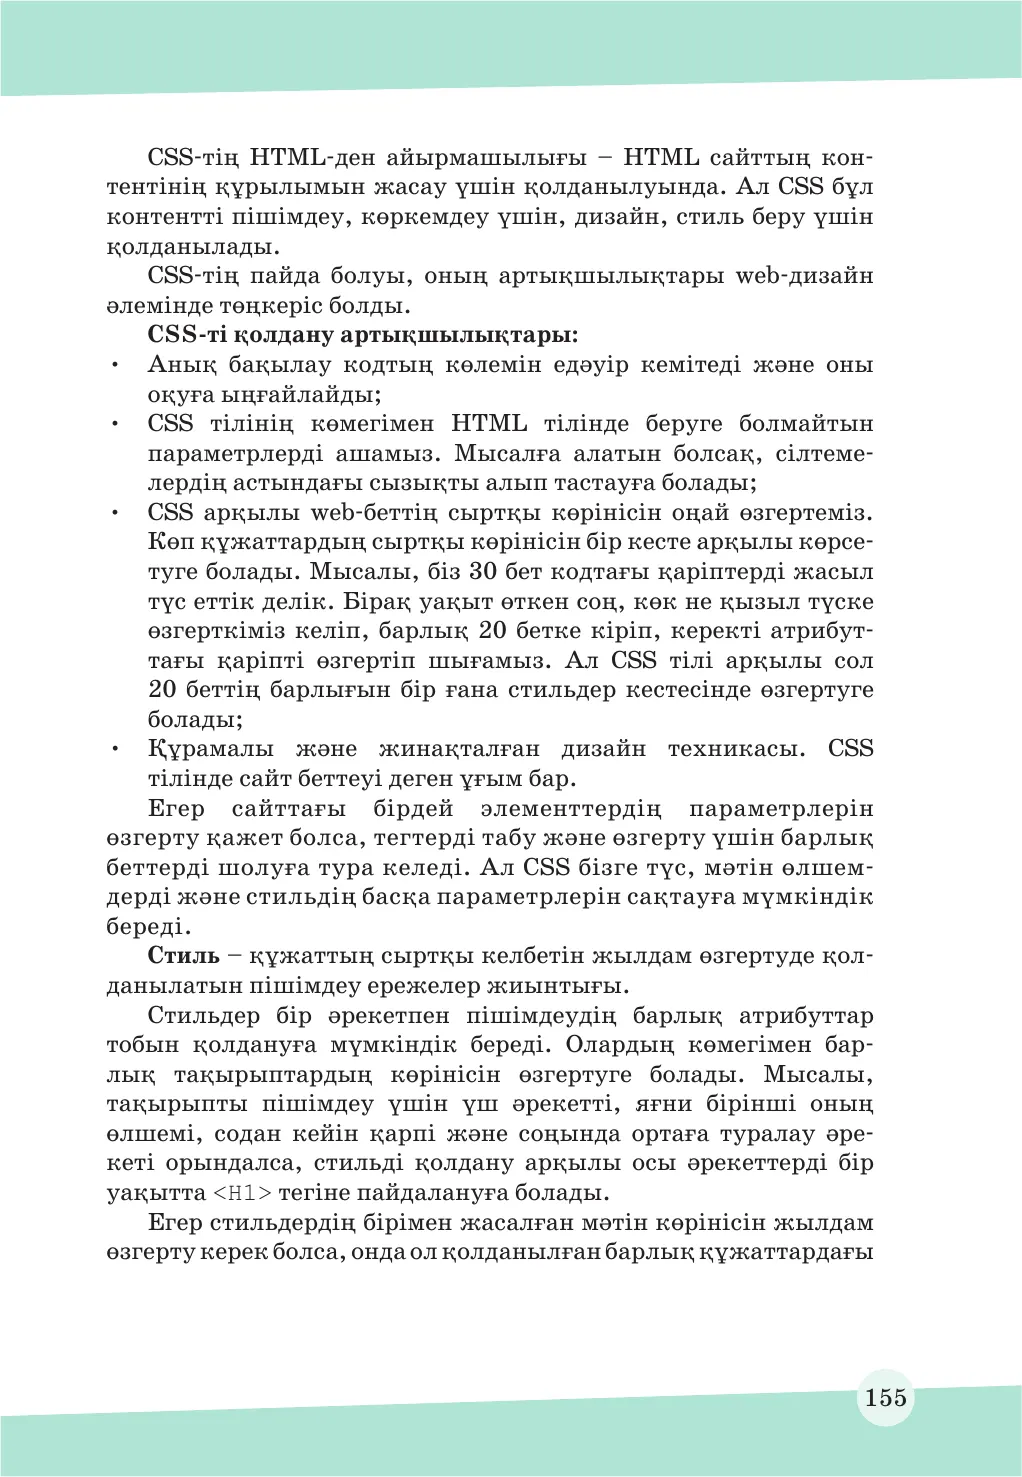 CSS-тің HTML-ден айырмашылығы – HTML сайттың кон-
тентінің құрылымын жасау үшін қолданылуында. Ал CSS бұл
контентті пішімдеу, көркемдеу үшін, дизайн, стиль беру үшін
қолданылады.
CSS-тің пайда болуы, оның артықшылықтары web-дизайн
әлемінде төңкеріс болды.
CSS-ті қолдану артықшылықтары:
• Анық бақылау кодтың көлемін едәуір кемітеді және оны
оқуға ыңғайлайды;
• CSS тілінің көмегімен HTML тілінде беруге болмайтын
параметрлерді ашамыз. Мысалға алатын болсақ, сілтеме-
лердің астындағы сызықты алып тастауға болады;
• CSS арқылы web-беттің сыртқы көрінісін оңай өзгертеміз.
Көп құжаттардың сыртқы көрінісін бір кесте арқылы көрсе-
туге болады. Мысалы, біз 30 бет кодтағы қаріптерді жасыл
түс еттік делік. Бірақ уақыт өткен соң, көк не қызыл түске
өзгерткіміз келіп, барлық 20 бетке кіріп, керекті атрибут-
тағы қаріпті өзгертіп шығамыз. Ал CSS тілі арқылы сол
20 беттің барлығын бір ғана стильдер кестесінде өзгертуге
болады;
• Құрамалы және жинақталған дизайн техникасы. CSS
тілінде сайт беттеуі деген ұғым бар.
Егер сайттағы бірдей элементтердің параметрлерін
өзгерту қажет болса, тегтерді табу және өзгерту үшін барлық
беттерді шолуға тура келеді. Ал CSS бізге түс, мәтін өлшем-
дерді және стильдің басқа параметрлерін сақтауға мүмкіндік
береді.
Стиль – құжаттың сыртқы келбетін жылдам өзгертуде қол-
данылатын пішімдеу ережелер жиынтығы.
Стильдер бір әрекетпен пішімдеудің барлық атрибуттар
тобын қолдануға мүмкіндік береді. Олардың көмегімен бар-
лық тақырыптардың көрінісін өзгертуге болады. Мысалы,
тақырыпты пішімдеу үшін үш әрекетті, яғни бірінші оның
өлшемі, содан кейін қарпі және соңында ортаға туралау әре-
кеті орындалса, стильді қолдану арқылы осы әрекеттерді бір
уақытта <H1> тегіне пайдалануға болады.
Егер стильдердің бірімен жасалған мәтін көрінісін жылдам
өзгерту керек болса, онда ол қолданылған барлық құжаттардағы
155